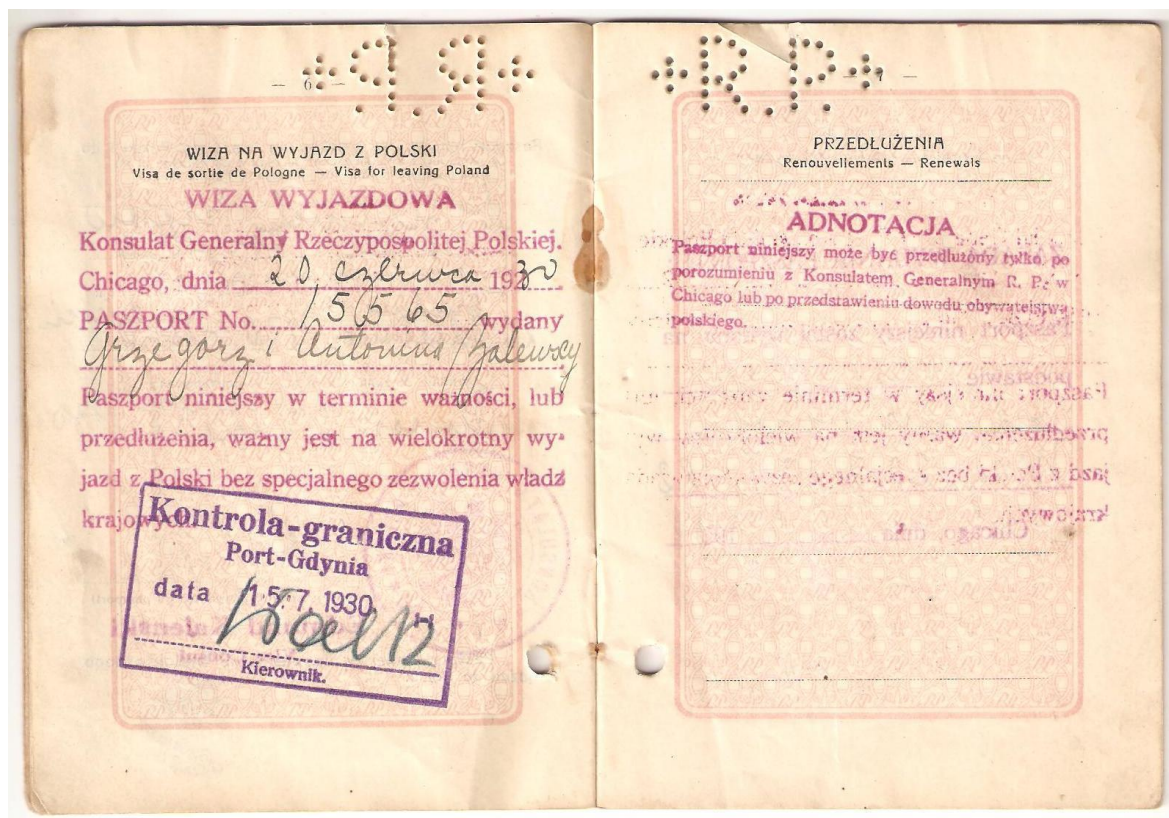 — 6 —
+P.R+
WIZA NA WYJAZD Z POLSKI
Visa de sortie de Pologne — Visa for leaving Poland
WIZA WYJAZDOWA
Konsulat Generalny Rzeczypospolitej Polskiej.
Chicago, dnia 20, czerwca 1930
PASZPORT No. 15565 wydany
Grzegorz i Antonina Zalewscy
Paszport niniejszy w terminie ważności, lub
przedłużenia, ważny jest na wielokrotny wy-
jazd z Polski bez specjalnego zezwolenia władz
krajowych.
Kontrola-graniczna
Port-Gdynia
data 15.7.1930
Kierownik.
+R.P.+
— 7 —
PRZEDŁUŻENIA
Renouvellements — Renewals
ADNOTACJA
Paszport niniejszy może być przedłużony tylko po
porozumieniu z Konsulatem Generalnym R. P. w
Chicago lub po przedstawieniu dowodu obywatelstwa
polskiego.